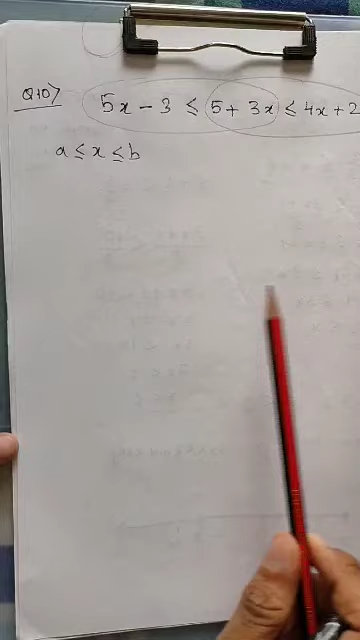 Q10> 5x - 3 ≤ 5 + 3x ≤ 4x + 2
a ≤ x ≤ b